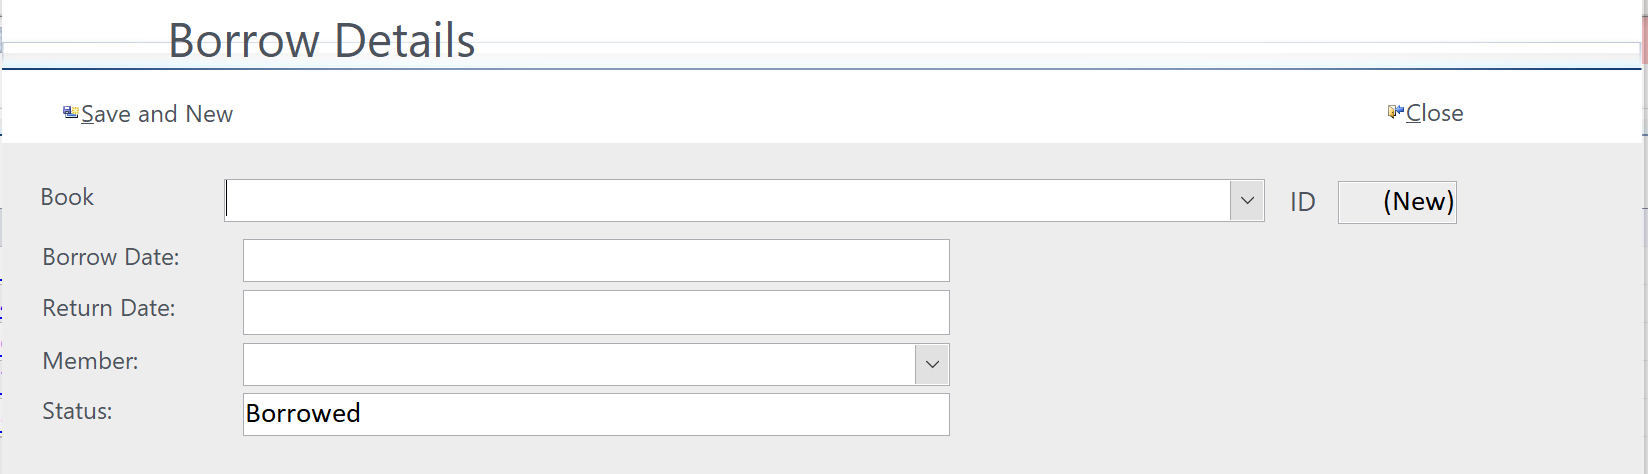 Borrow Details
Save and New
Close
Book
ID
(New)
Borrow Date:
Return Date:
Member:
Status:
Borrowed